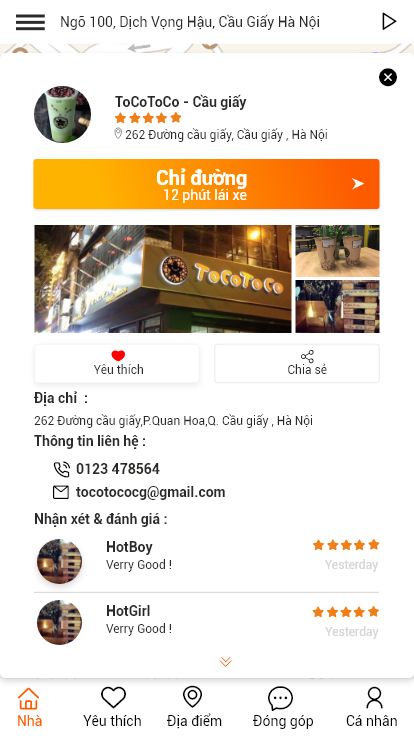 Ngõ 100, Dịch Vọng Hậu, Cầu Giấy Hà Nội
ToCoToCo - Cầu giấy
262 Đường cầu giấy, Cầu giấy , Hà Nội
Chỉ đường
12 phút lái xe
ToCoToCo
Yêu thích
Chia sẻ
Địa chỉ :
262 Đường cầu giấy,P.Quan Hoa,Q. Cầu giấy , Hà Nội
Thông tin liên hệ :
0123 478564
tocotococg@gmail.com
Nhận xét & đánh giá :
HotBoy
Verry Good !
Yesterday
HotGirl
Verry Good !
Yesterday
Nhà
Yêu thích
Địa điểm
Đóng góp
Cá nhân